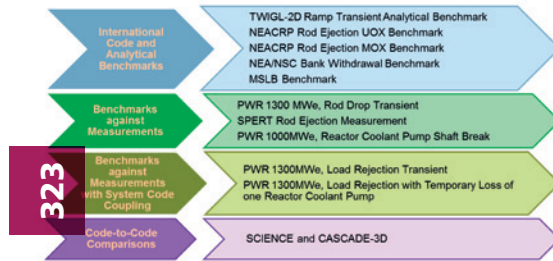 International
Code and
Analytical
Benchmarks
TWIGL-2D Ramp Transient Analytical Benchmark
NEACRP Rod Ejection UOX Benchmark
NEACRP Rod Ejection MOX Benchmark
NEA/NSC Bank Withdrawal Benchmark
MSLB Benchmark
Benchmarks
against
Measurements
PWR 1300 MWe, Rod Drop Transient
SPERT Rod Ejection Measurement
PWR 1000MWe, Reactor Coolant Pump Shaft Break
Benchmarks
against
Measurements
with System Code
Coupling
PWR 1300MWe, Load Rejection Transient
PWR 1300MWe, Load Rejection with Temporary Loss of
one Reactor Coolant Pump
323
Code-to-Code
Comparisons
SCIENCE and CASCADE-3D